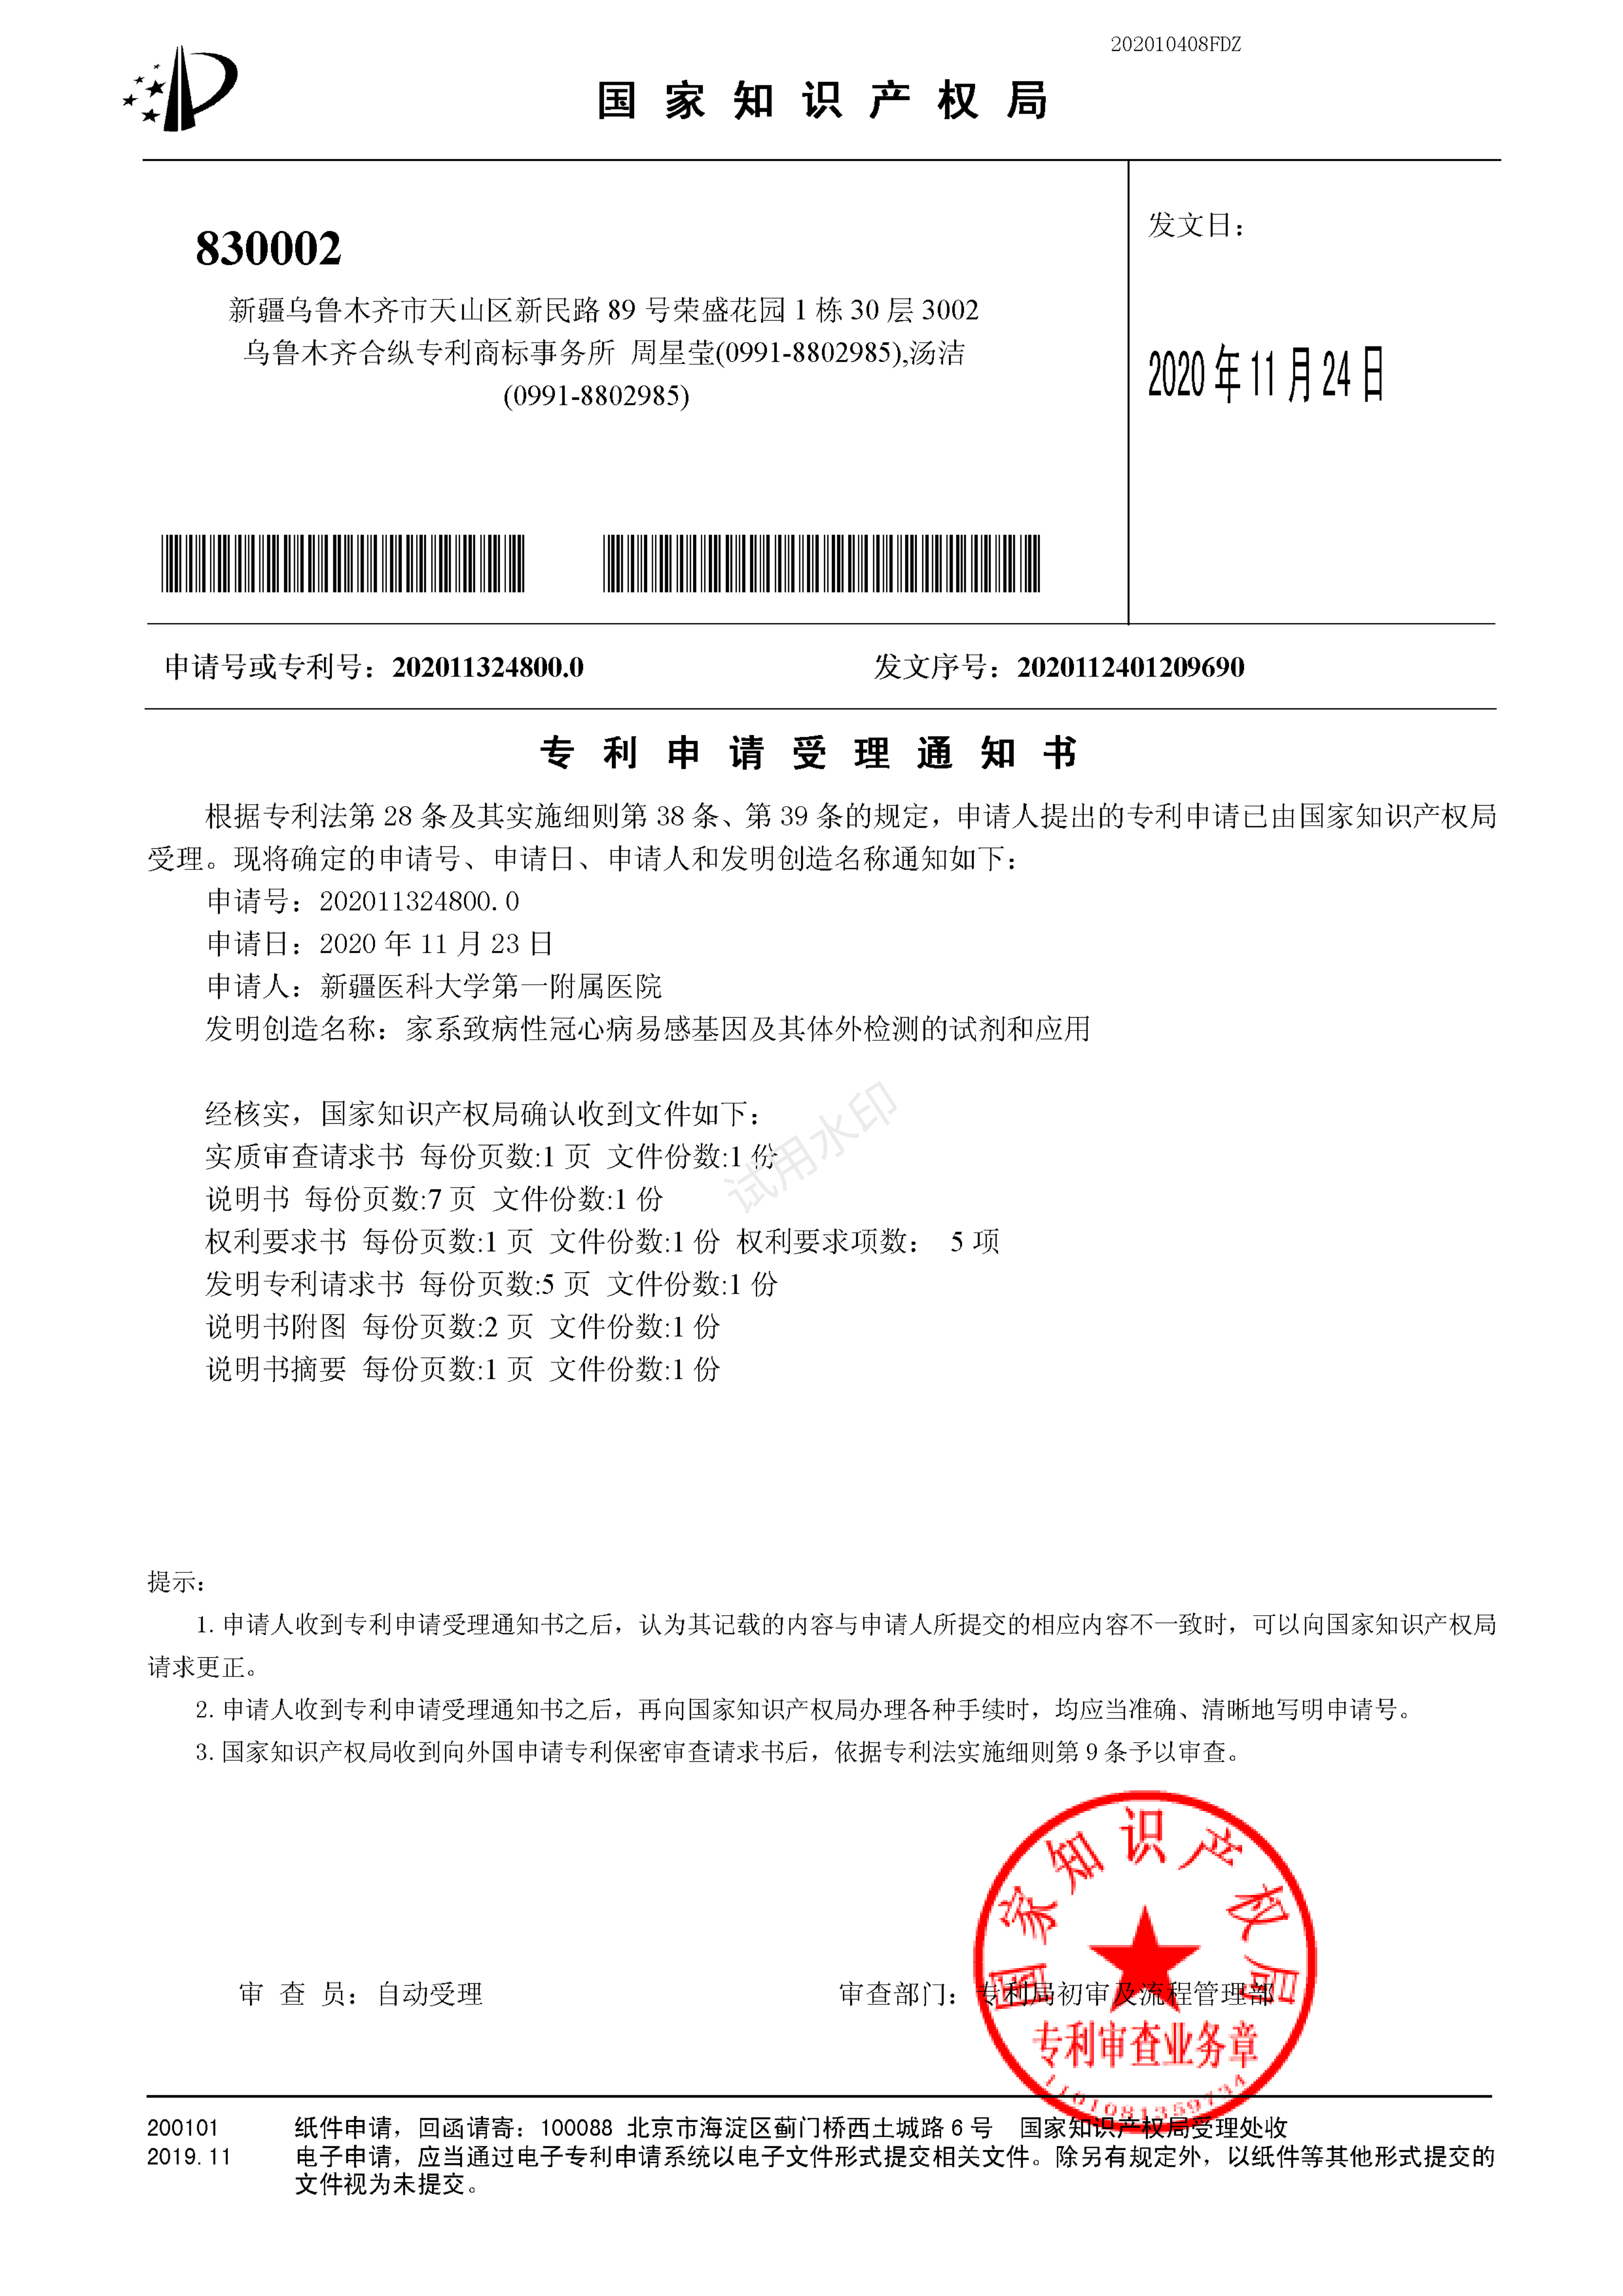 202010408FDZ
国家知识产权局
830002
新疆乌鲁木齐市天山区新民路 89 号荣盛花园 1 栋 30 层 3002
乌鲁木齐合纵专利商标事务所 周星莹(0991-8802985),汤洁
(0991-8802985)
发文日：
2020 年 11 月 24 日
申请号或专利号：202011324800.0
发文序号：2020112401209690
专利申请受理通知书
根据专利法第 28 条及其实施细则第 38 条、第 39 条的规定，申请人提出的专利申请已由国家知识产权局
受理。现将确定的申请号、申请日、申请人和发明创造名称通知如下：
申请号：202011324800.0
申请日：2020 年 11 月 23 日
申请人：新疆医科大学第一附属医院
发明创造名称：家系致病性冠心病易感基因及其体外检测的试剂和应用
经核实，国家知识产权局确认收到文件如下：
实质审查请求书 每份页数:1 页 文件份数:1 份
说明书 每份页数:7 页 文件份数:1 份
权利要求书 每份页数:1 页 文件份数:1 份 权利要求项数： 5 项
发明专利请求书 每份页数:5 页 文件份数:1 份
说明书附图 每份页数:2 页 文件份数:1 份
说明书摘要 每份页数:1 页 文件份数:1 份
试用水印
提示：
1. 申请人收到专利申请受理通知书之后，认为其记载的内容与申请人所提交的相应内容不一致时，可以向国家知识产权局
请求更正。
2. 申请人收到专利申请受理通知书之后，再向国家知识产权局办理各种手续时，均应当准确、清晰地写明申请号。
3. 国家知识产权局收到向外国申请专利保密审查请求书后，依据专利法实施细则第 9 条予以审查。
审 查 员：自动受理
审查部门：专利局初审及流程管理部
国家知识产权局
专利审查业务章
1101081359734
200101 纸件申请，回函请寄：100088 北京市海淀区蓟门桥西土城路 6 号 国家知识产权局受理处收
2019.11 电子申请，应当通过电子专利申请系统以电子文件形式提交相关文件。除另有规定外，以纸件等其他形式提交的
文件视为未提交。